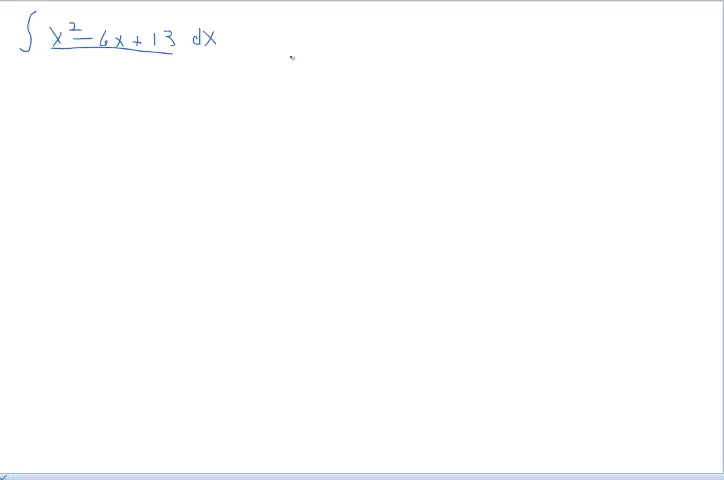 ∫ x² - 6x + 13 dx